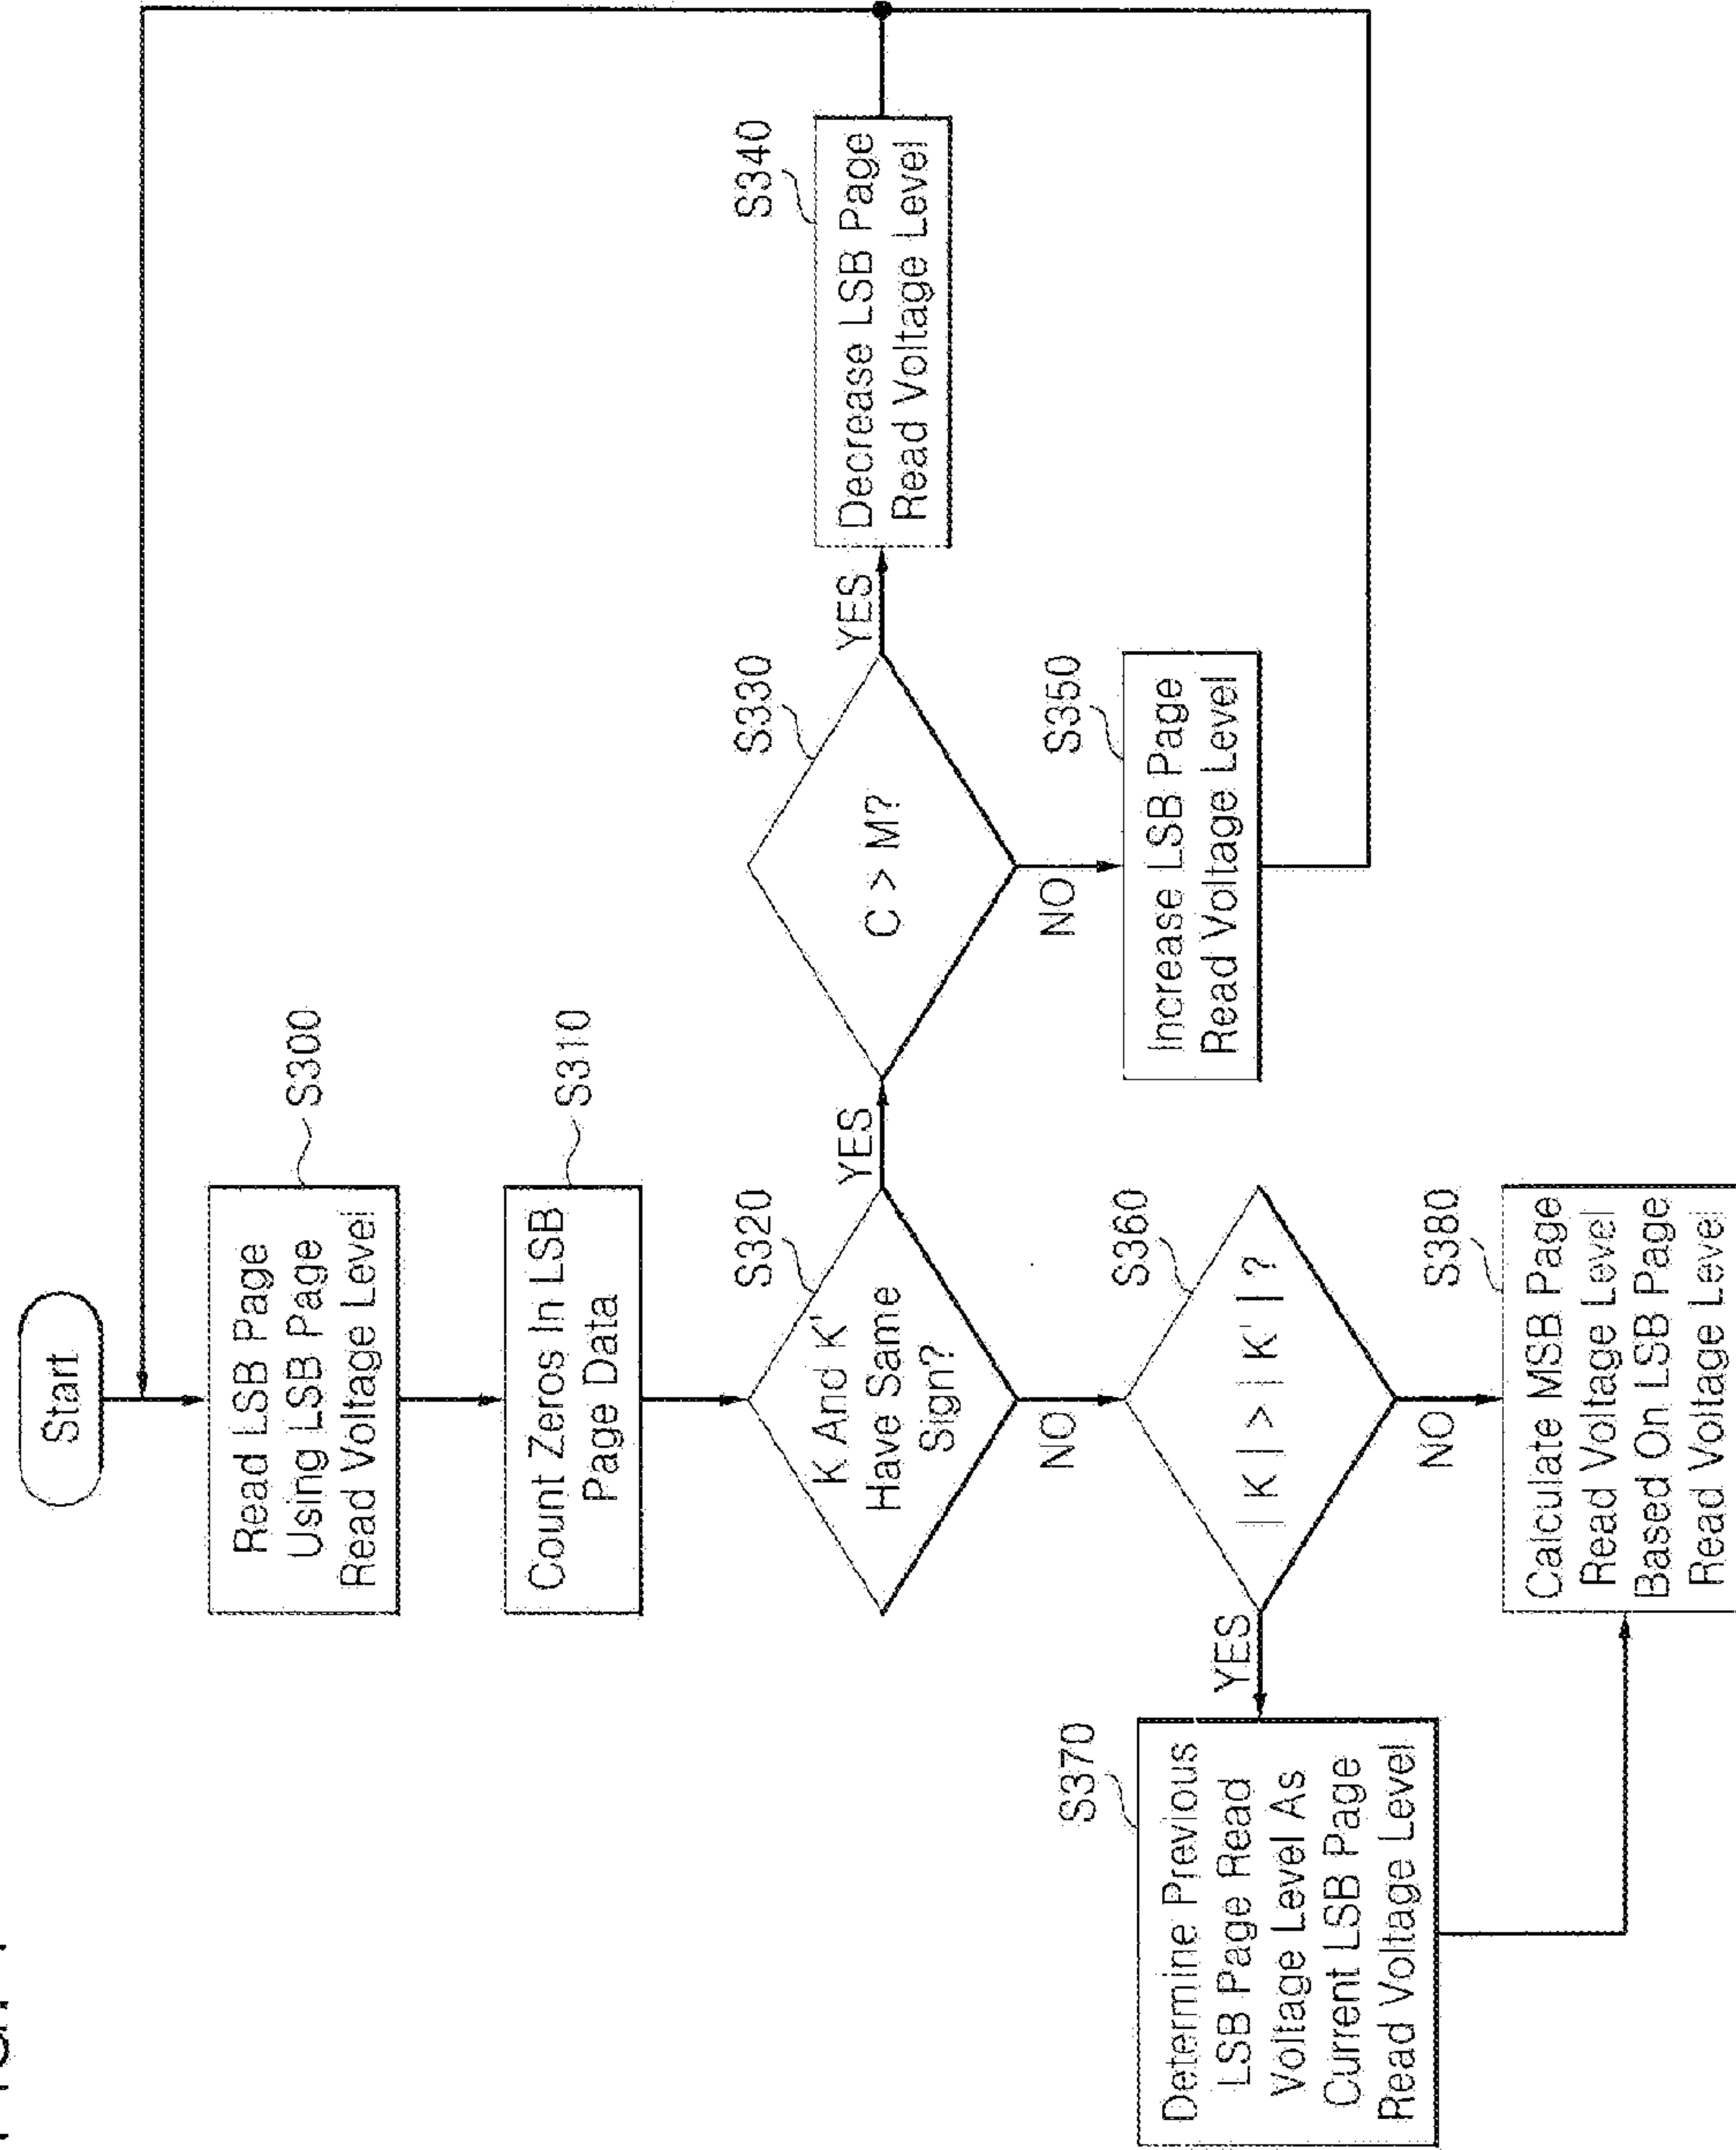 Start
Read LSB Page
Using LSB Page
Read Voltage Level
S300
Count Zeros In LSB
Page Data
S310
K And K'
Have Same
Sign?
S320
YES
NO
C > M?
S330
YES
NO
Decrease LSB Page
Read Voltage Level
S340
Increase LSB Page
Read Voltage Level
S350
| K | > | K' | ?
S360
YES
NO
Determine Previous
LSB Page Read
Voltage Level As
Current LSB Page
Read Voltage Level
S370
Calculate MSB Page
Read Voltage Level
Based On LSB Page
Read Voltage Level
S380